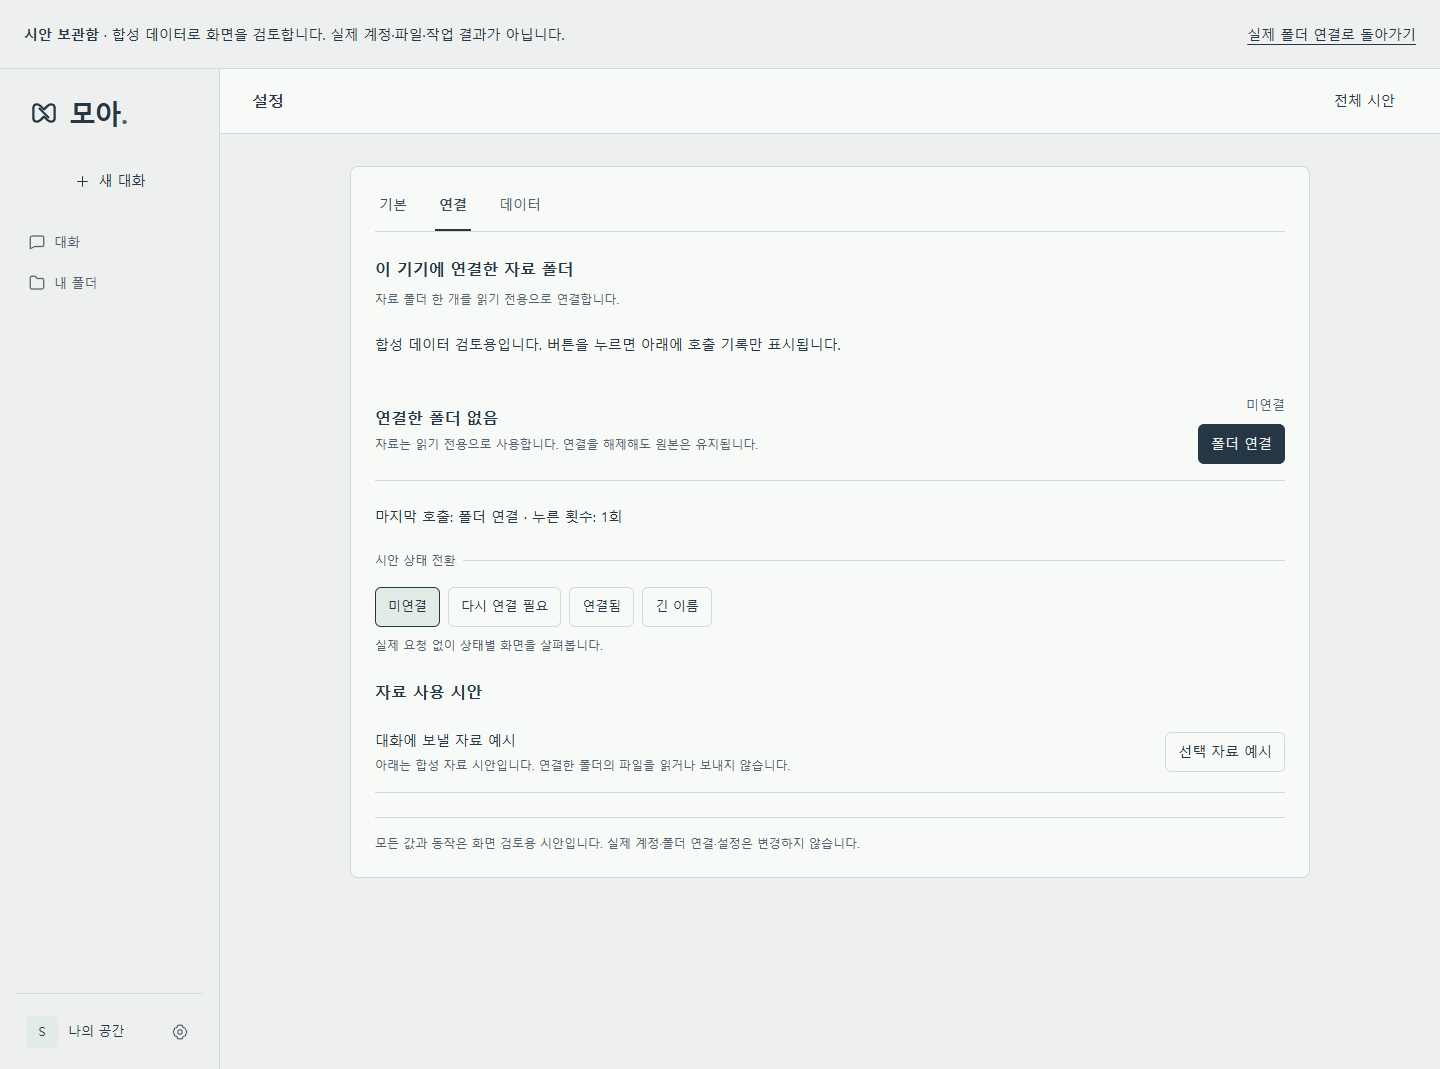 시안 보관함 · 합성 데이터로 화면을 검토합니다. 실제 계정·파일·작업 결과가 아닙니다.
실제 폴더 연결로 돌아가기
모아.
설정
전체 시안
새 대화
대화
내 폴더
기본 연결 데이터
이 기기에 연결한 자료 폴더
자료 폴더 한 개를 읽기 전용으로 연결합니다.
합성 데이터 검토용입니다. 버튼을 누르면 아래에 호출 기록만 표시됩니다.
미연결
연결한 폴더 없음
자료는 읽기 전용으로 사용합니다. 연결을 해제해도 원본은 유지됩니다.
폴더 연결
마지막 호출: 폴더 연결 · 누른 횟수: 1회
시안 상태 전환
미연결 다시 연결 필요 연결됨 긴 이름
실제 요청 없이 상태별 화면을 살펴봅니다.
자료 사용 시안
대화에 보낼 자료 예시
아래는 합성 자료 시안입니다. 연결한 폴더의 파일을 읽거나 보내지 않습니다.
선택 자료 예시
모든 값과 동작은 화면 검토용 시안입니다. 실제 계정·폴더 연결·설정은 변경하지 않습니다.
S 나의 공간